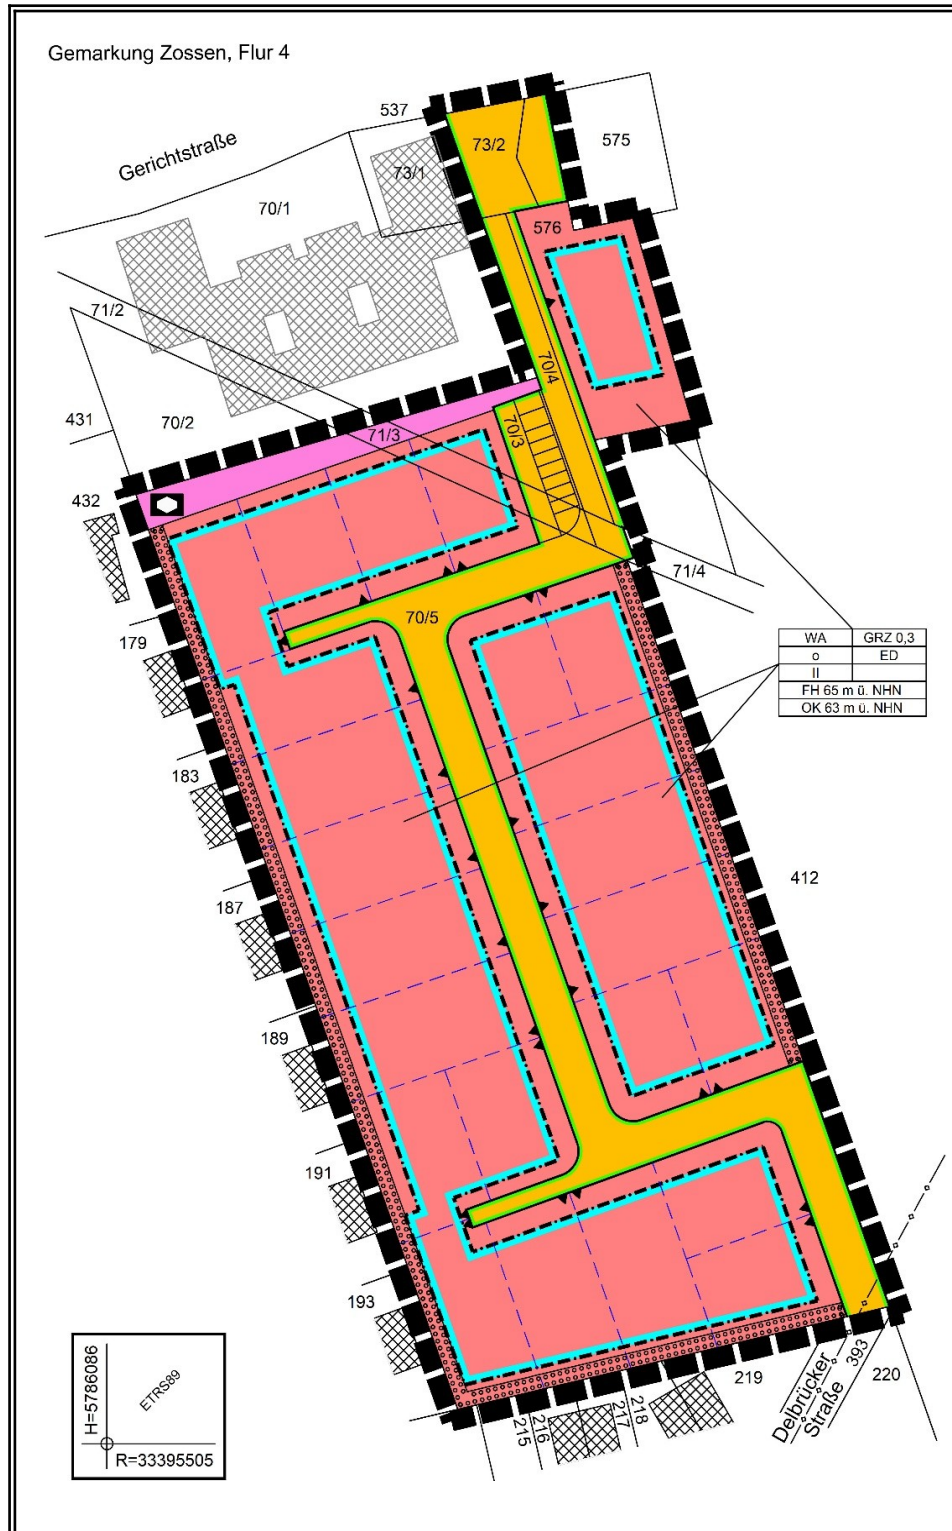 Gemarkung Zossen, Flur 4
537
Gerichtstraße
73/2
575
73/1
70/1
576
71/2
70/4
431
70/2
71/3
70/3
432
71/4
70/5
179
WA GRZ 0,3
o ED
II
FH 65 m ü. NHN
OK 63 m ü. NHN
183
412
187
189
191
193
H=5786086
ETRS89
R=33395505
215
216
217
218
219
Delbrücker
Straße
393
220